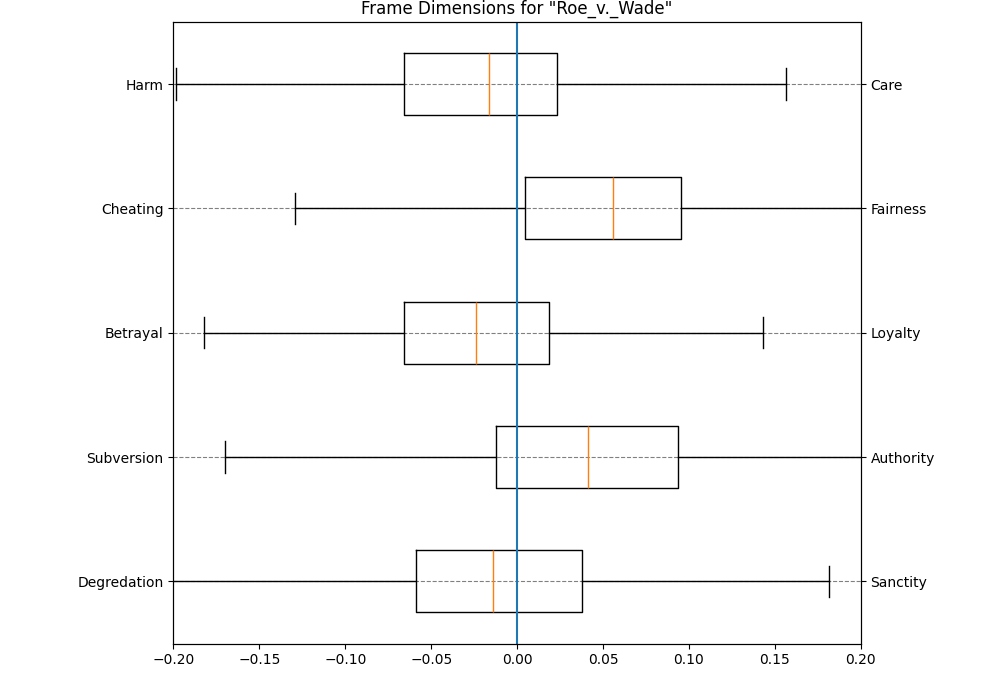 Frame Dimensions for "Roe_v._Wade"
Harm Care
Cheating Fairness
Betrayal Loyalty
Subversion Authority
Degredation Sanctity
−0.20 −0.15 −0.10 −0.05 0.00 0.05 0.10 0.15 0.20